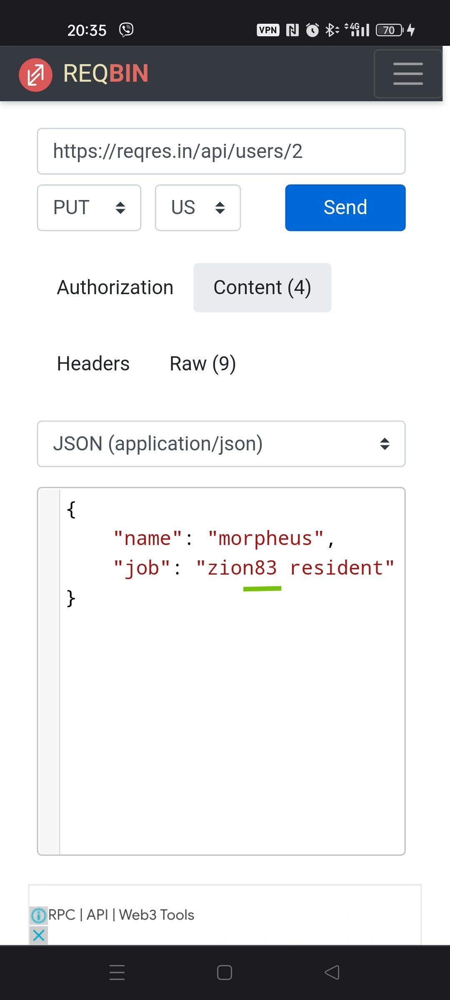 20:35 VPN 4G 70
REQBIN
https://reqres.in/api/users/2
PUT US Send
Authorization Content (4)
Headers Raw (9)
JSON (application/json)
{
"name": "morpheus",
"job": "zion83 resident"
}
RPC | API | Web3 Tools